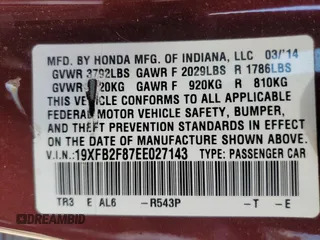 MFD. BY HONDA MFG. OF INDIANA, LLC 03/14
GVWR 3792LBS GAWR F 2029LBS R 1786LBS
GVWR 20KG GAWR F 920KG R 810KG
THIS VEHICLE CONFORMS TO ALL APPLICABLE
FEDERAL MOTOR VEHICLE SAFETY, BUMPER,
AND THEFT PREVENTION STANDARDS IN
EFFECT ON THE DATE OF MANUFACTURE SHOWN ABOVE.
V.I.N. 19XFB2F87EE027143 TYPE: PASSENGER CAR
TR3 E AL6 -R543P -T -E
DREAMBID